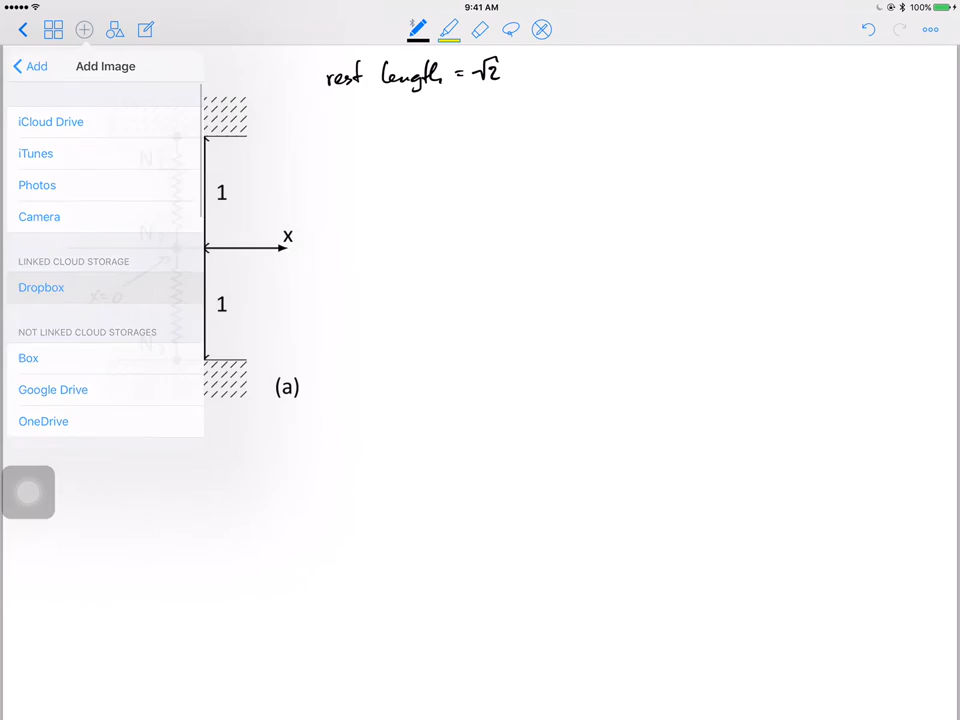 9:41 AM
100%
Add
Add Image
rest length = √2
iCloud Drive
iTunes
Photos
Camera
1
x
LINKED CLOUD STORAGE
Dropbox
x=0
1
NOT LINKED CLOUD STORAGES
Box
Google Drive
(a)
OneDrive